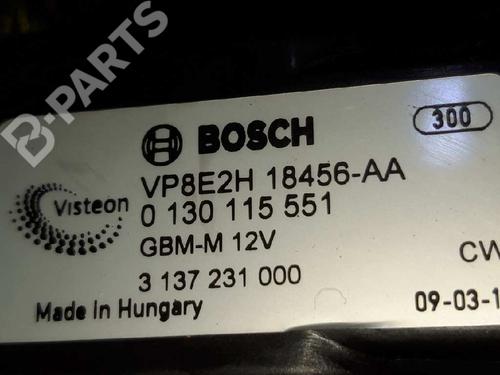 B-PARTS
BOSCH
300
VP8E2H 18456-AA
Visteon
0 130 115 551
GBM-M 12V
CW
3 137 231 000
Made in Hungary
09-03-1